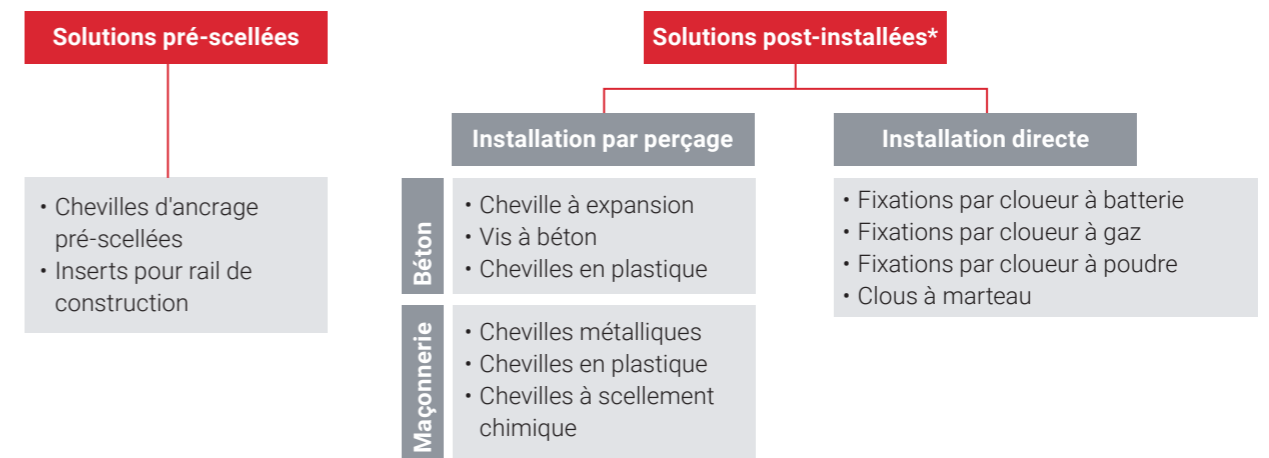 Solutions pré-scellées
• Chevilles d'ancrage
pré-scellées
• Inserts pour rail de
construction
Solutions post-installées*
Installation par perçage
Béton
• Cheville à expansion
• Vis à béton
• Chevilles en plastique
Maçonnerie
• Chevilles métalliques
• Chevilles en plastique
• Chevilles à scellement
chimique
Installation directe
• Fixations par cloueur à batterie
• Fixations par cloueur à gaz
• Fixations par cloueur à poudre
• Clous à marteau